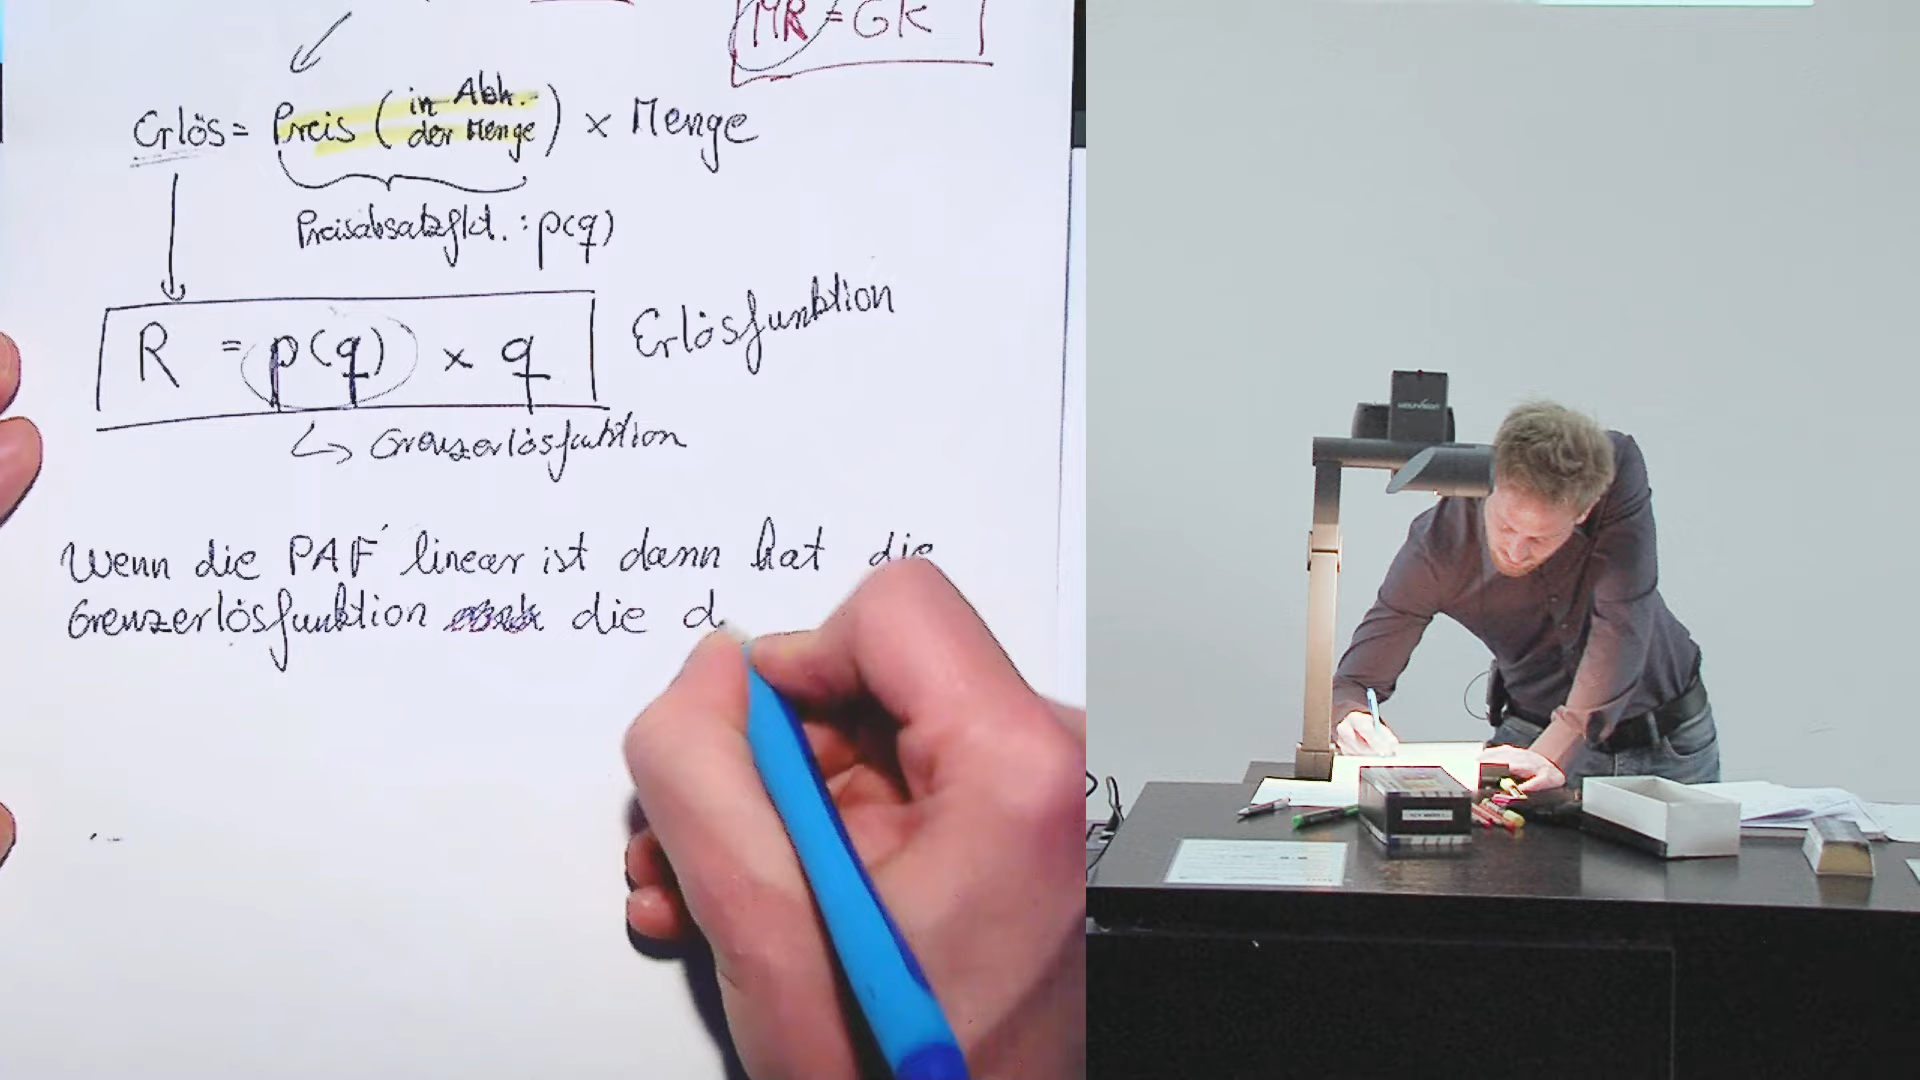 MR = GK
Erlös = Preis (in Abh. der Menge) × Menge
Preisabsatzfkt. : p(q)
R = p(q) × q
Erlösfunktion
↳ Grenzerlösfunktion
Wenn die PAF linear ist dann hat die
Grenzerlösfunktion die d